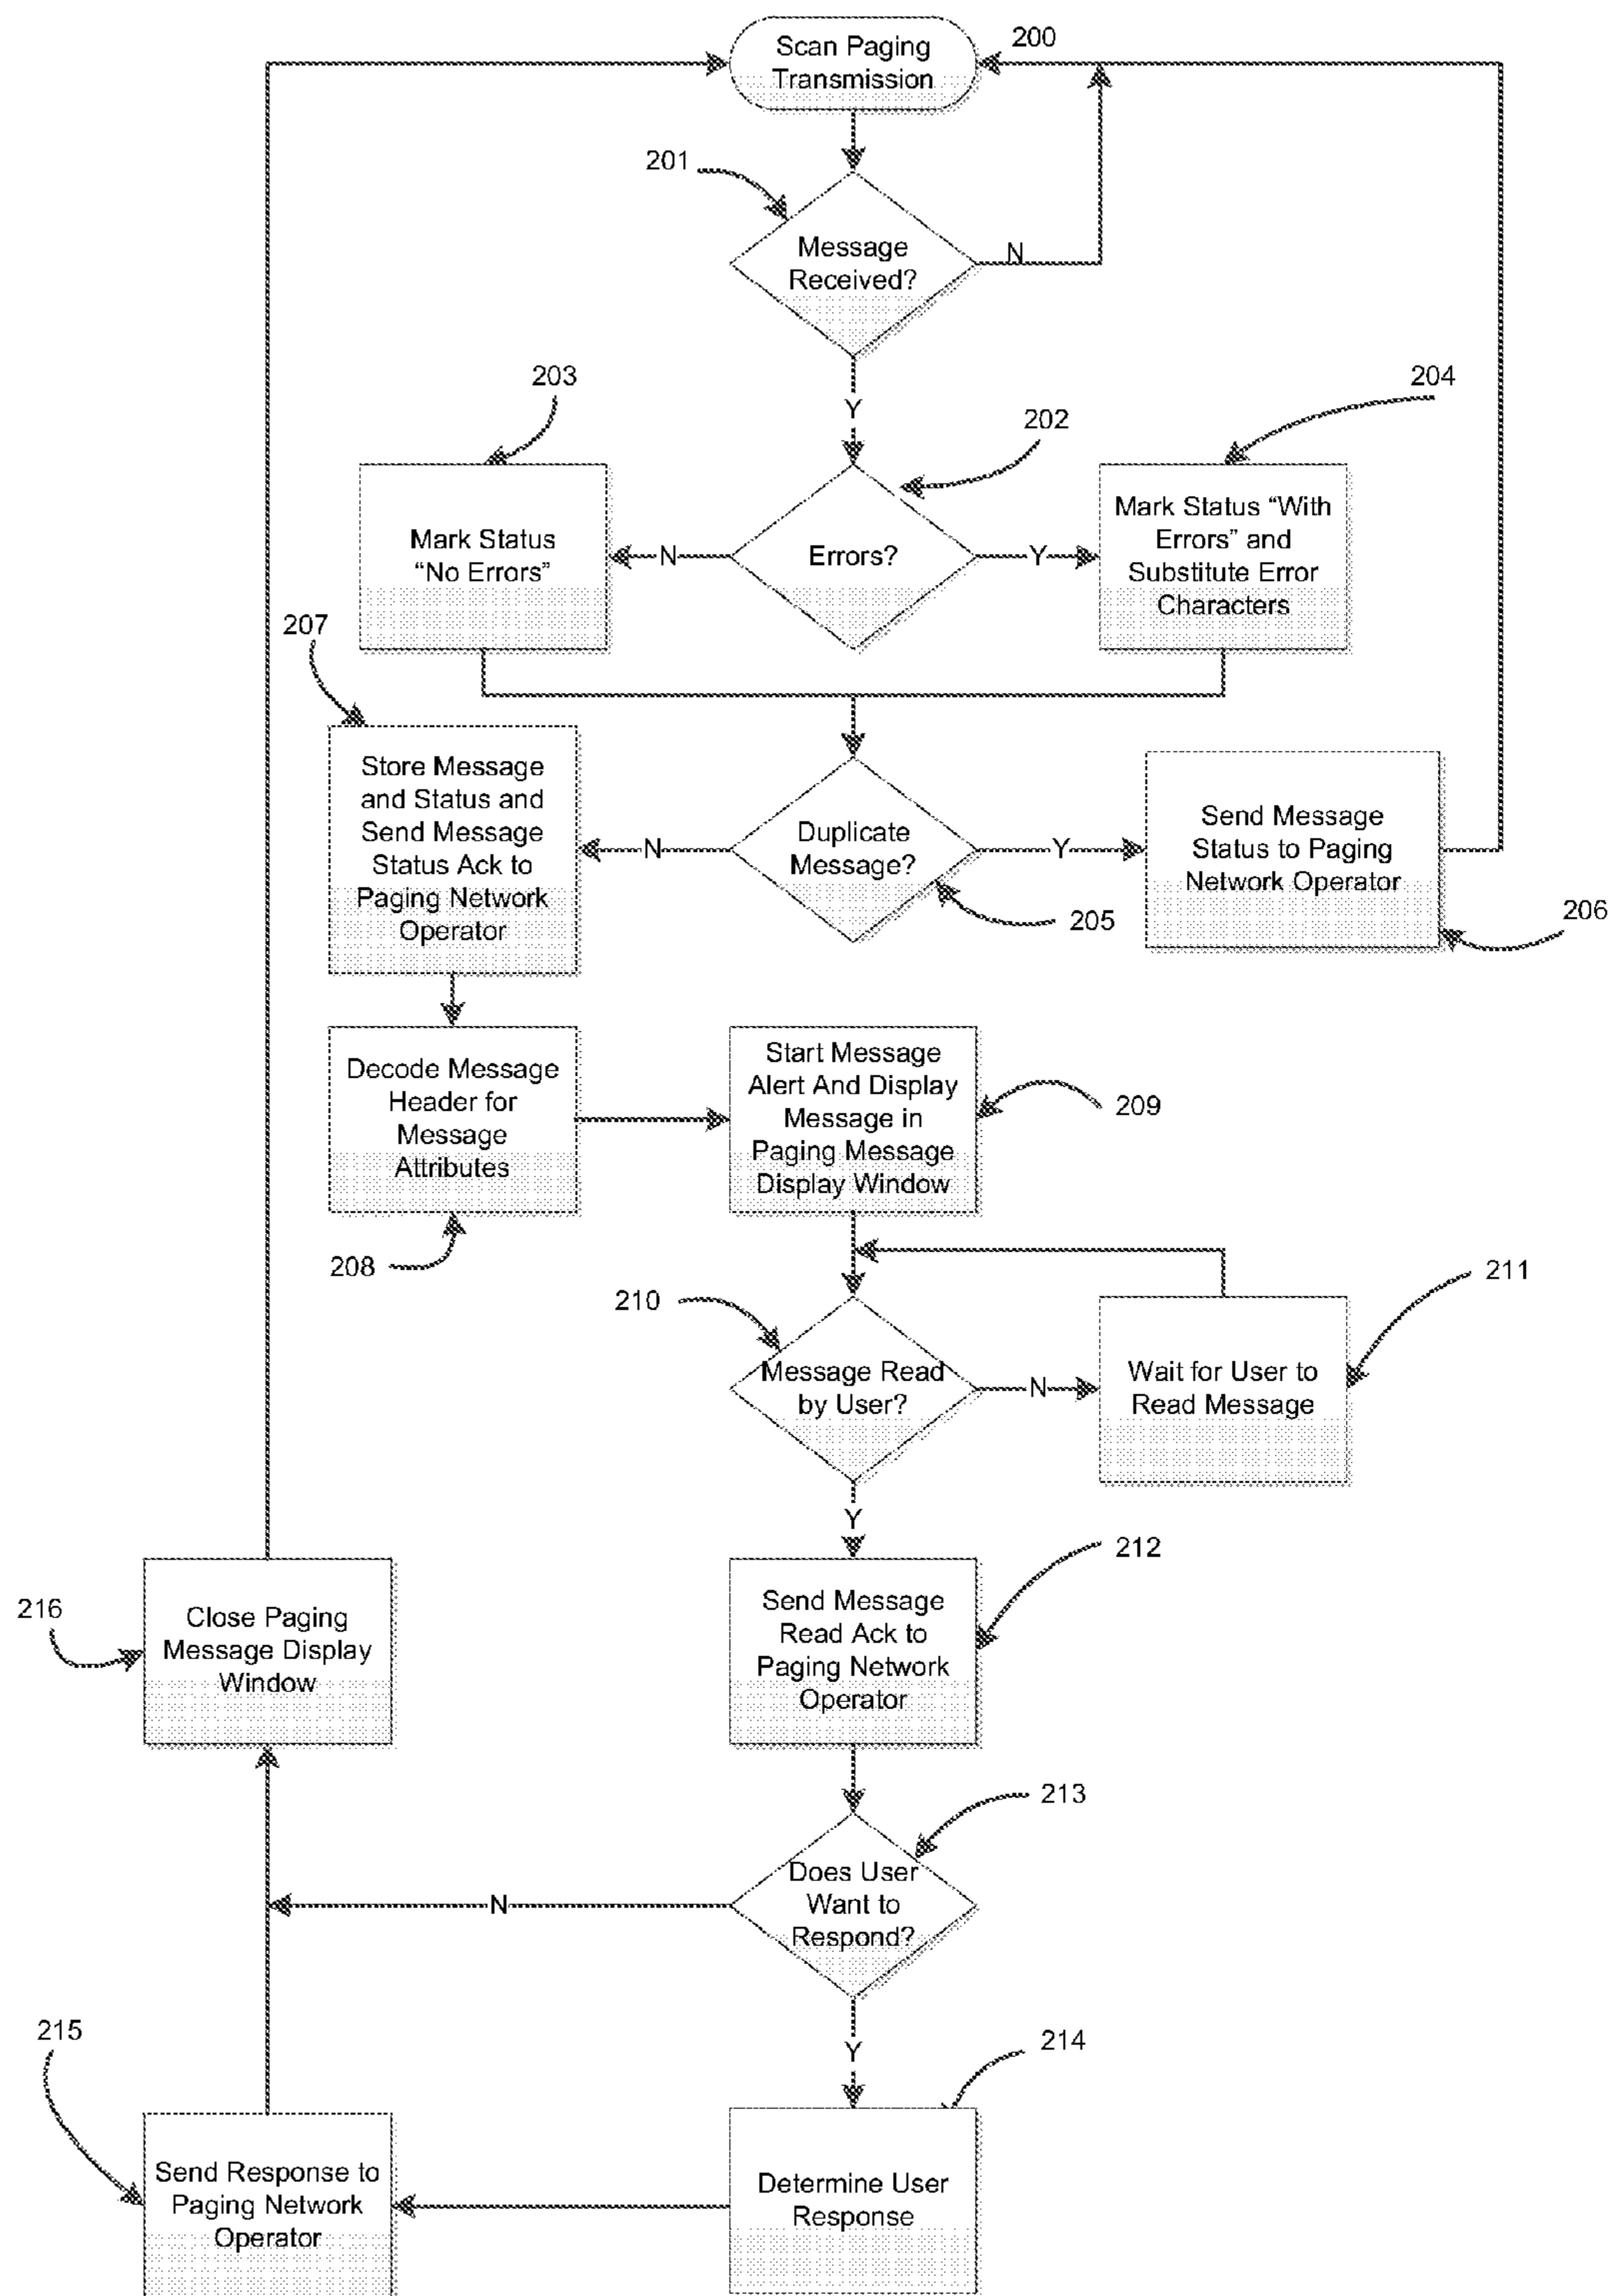 Scan Paging
Transmission
200
201
Message
Received?
N
Y
203
204
202
Mark Status
“No Errors”
N
Errors?
Y
Mark Status “With
Errors” and
Substitute Error
Characters
207
Store Message
and Status and
Send Message
Status Ack to
Paging Network
Operator
N
Duplicate
Message?
Y
Send Message
Status to Paging
Network Operator
205
206
Decode Message
Header for
Message
Attributes
Start Message
Alert And Display
Message in
Paging Message
Display Window
209
208
210
211
Message Read
by User?
N
Wait for User to
Read Message
Y
212
216
Close Paging
Message Display
Window
Send Message
Read Ack to
Paging Network
Operator
213
Does User
Want to
Respond?
N
Y
215
214
Send Response to
Paging Network
Operator
Determine User
Response